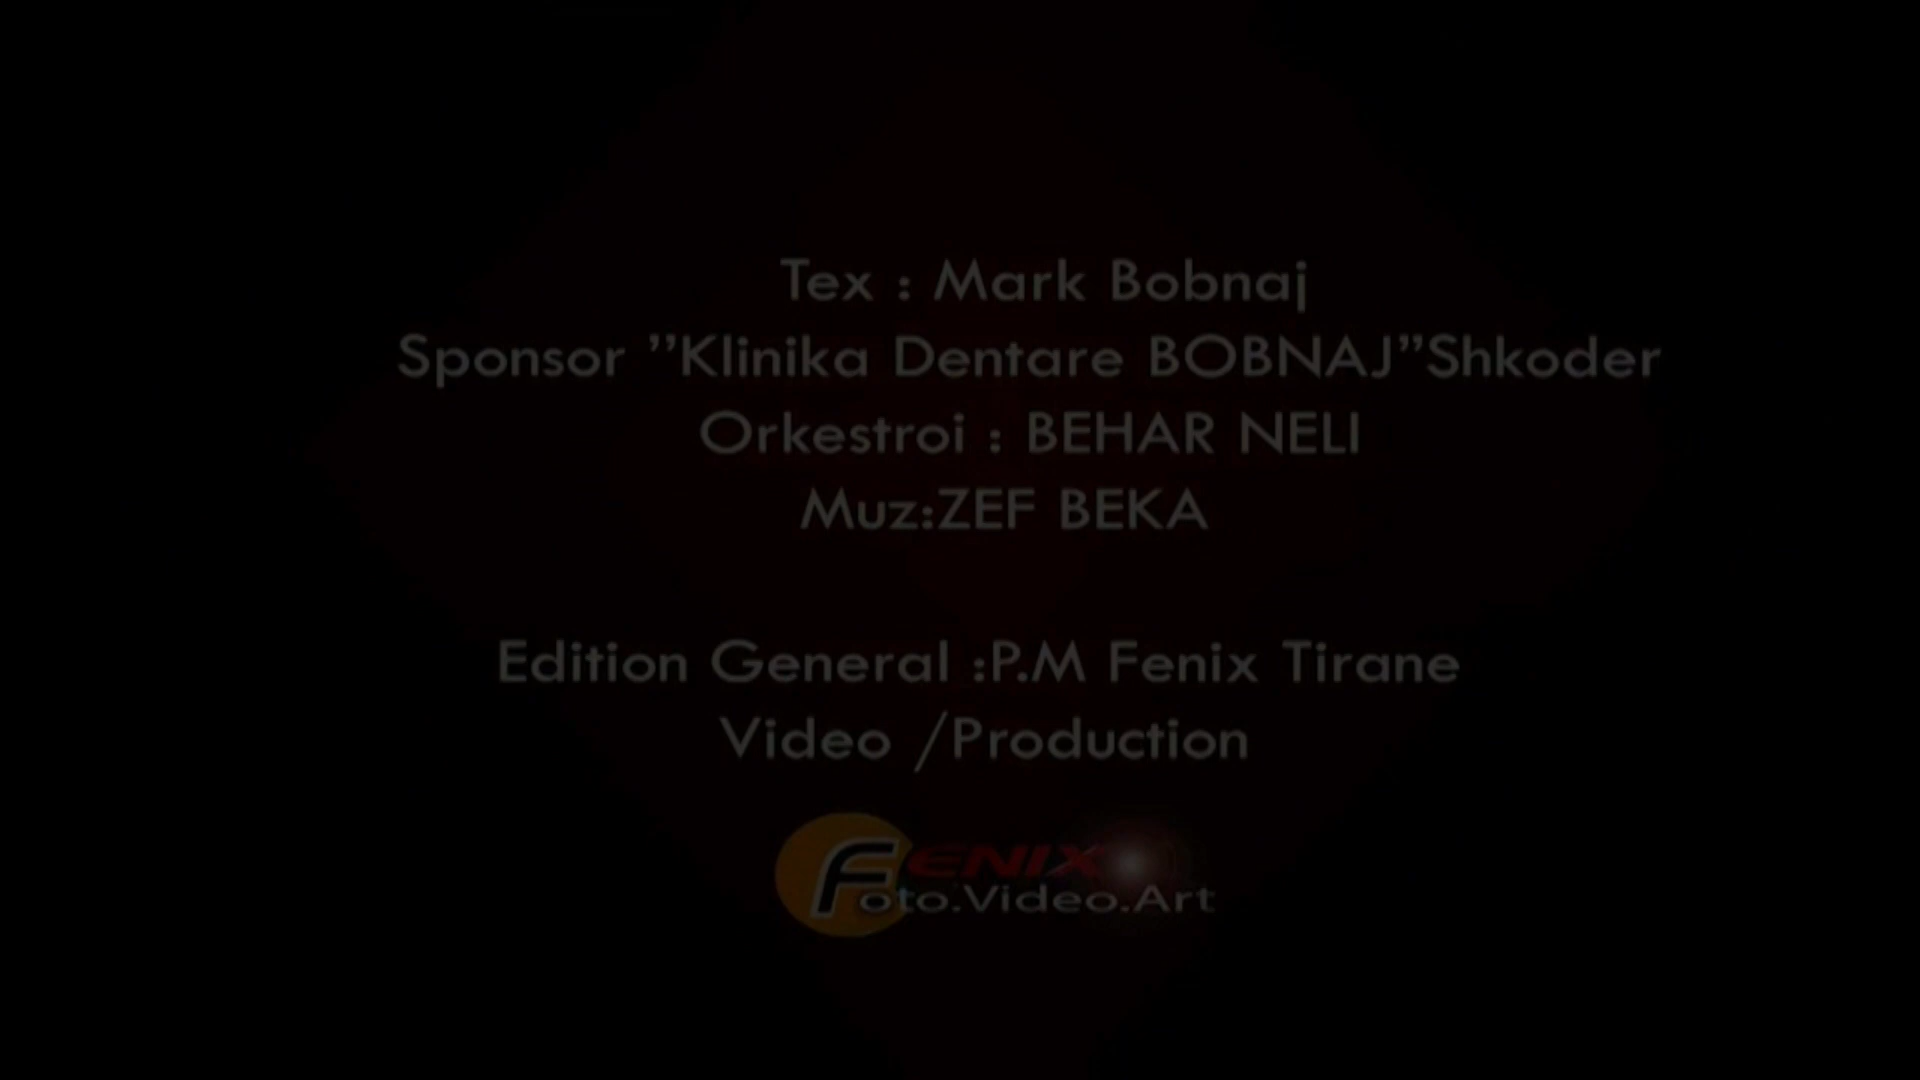 Tex : Mark Bobnaj
Sponsor ”Klinika Dentare BOBNAJ”Shkoder
Orkestroi : BEHAR NELI
Muz:ZEF BEKA
Edition General :P.M Fenix Tirane
Video /Production
FENIX
Foto.Video.Art